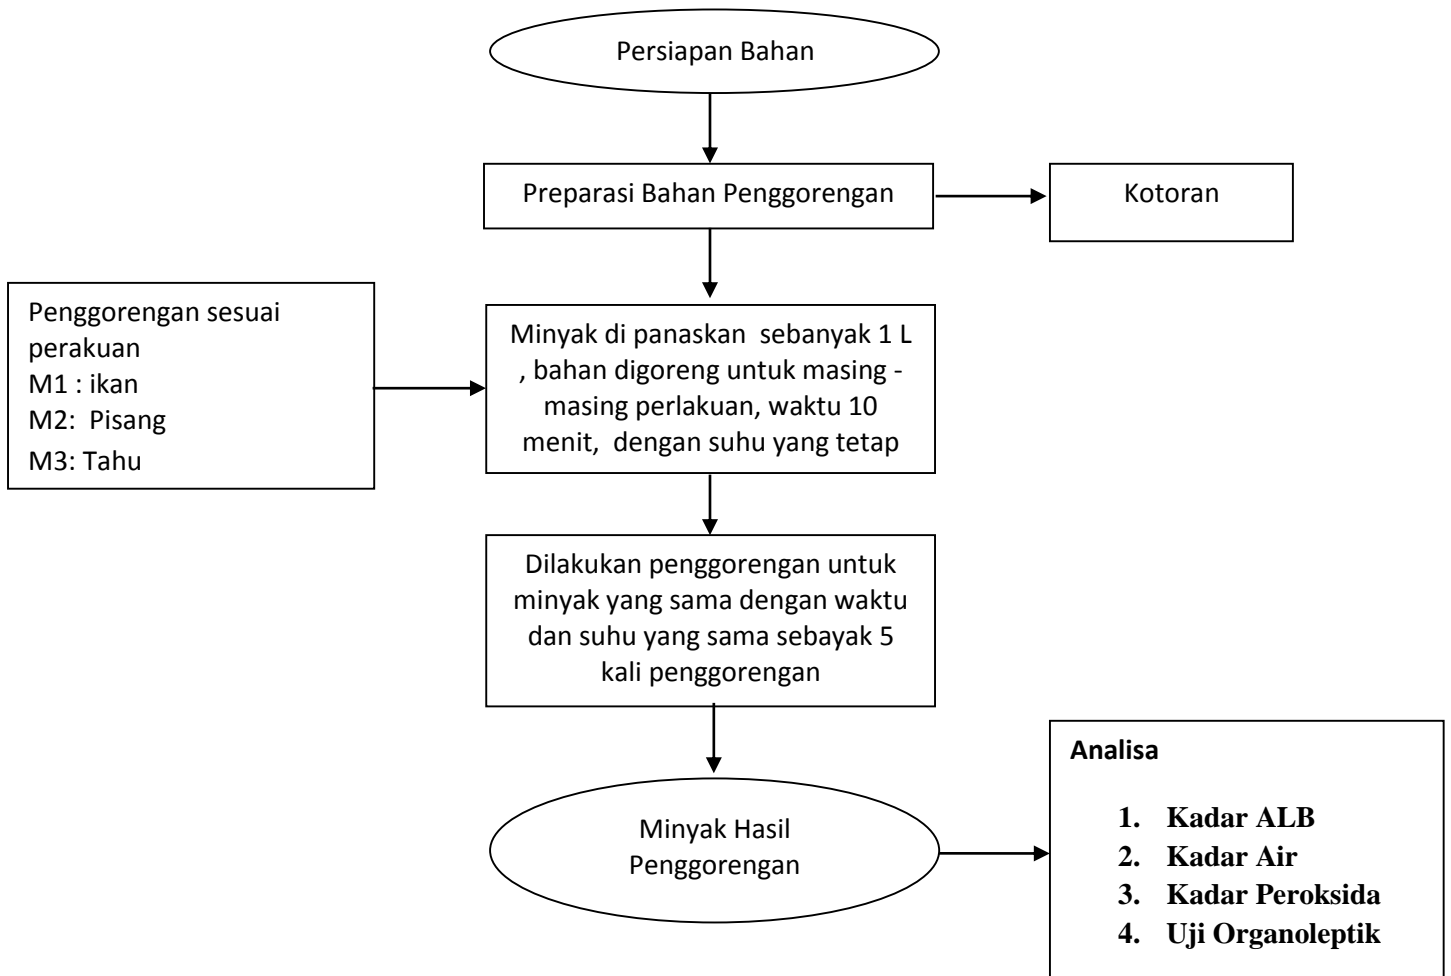 Persiapan Bahan
Preparasi Bahan Penggorengan
Kotoran
Penggorengan sesuai
perakuan
M1 : ikan
M2: Pisang
M3: Tahu
Minyak di panaskan sebanyak 1 L
, bahan digoreng untuk masing -
masing perlakuan, waktu 10
menit, dengan suhu yang tetap
Dilakukan penggorengan untuk
minyak yang sama dengan waktu
dan suhu yang sama sebayak 5
kali penggorengan
Minyak Hasil
Penggorengan
Analisa
1. Kadar ALB
2. Kadar Air
3. Kadar Peroksida
4. Uji Organoleptik